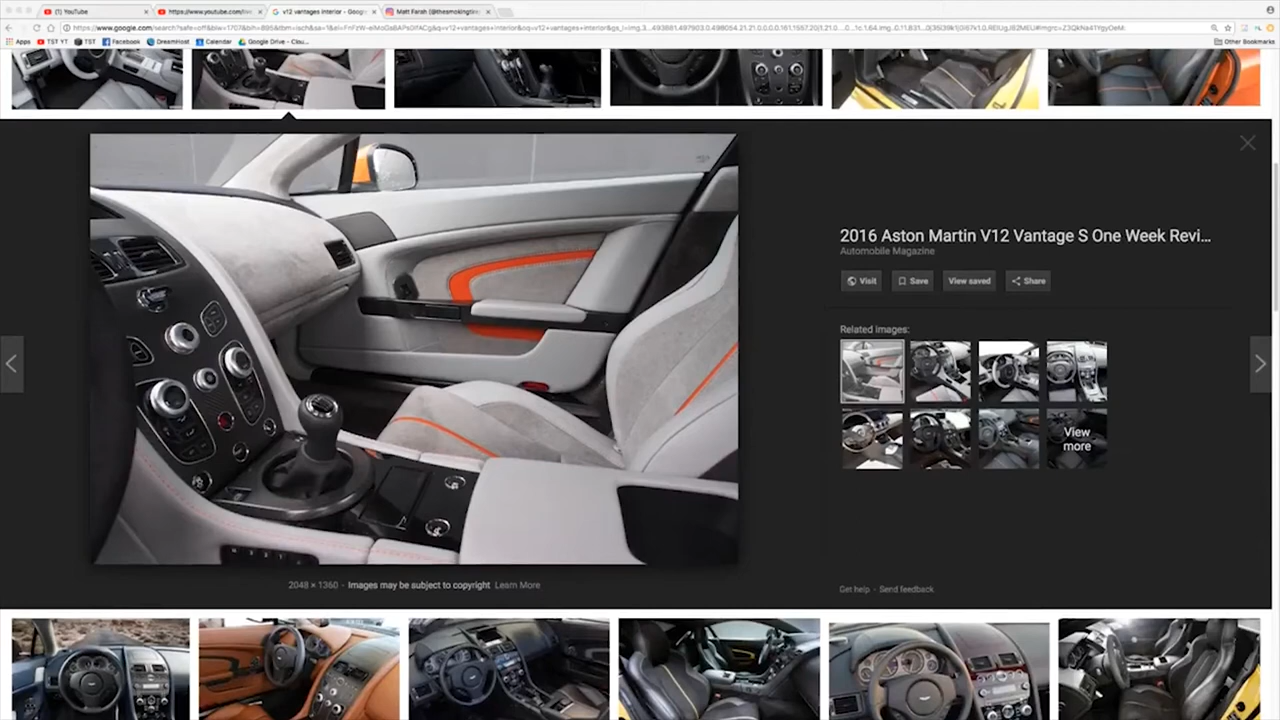 (1) YouTube
https://www.youtube.com/live
v12 vantages interior - Goog
Matt Farah (@thesmokingtire
Apps
TST YT
TST
Facebook
DreamHost
Calendar
Google Drive - Clou...
Other Bookmarks
2016 Aston Martin V12 Vantage S One Week Revi...
Automobile Magazine
Visit
Save
View saved
Share
Related images:
View
more
2048 × 1360 - Images may be subject to copyright Learn More
Get help - Send feedback